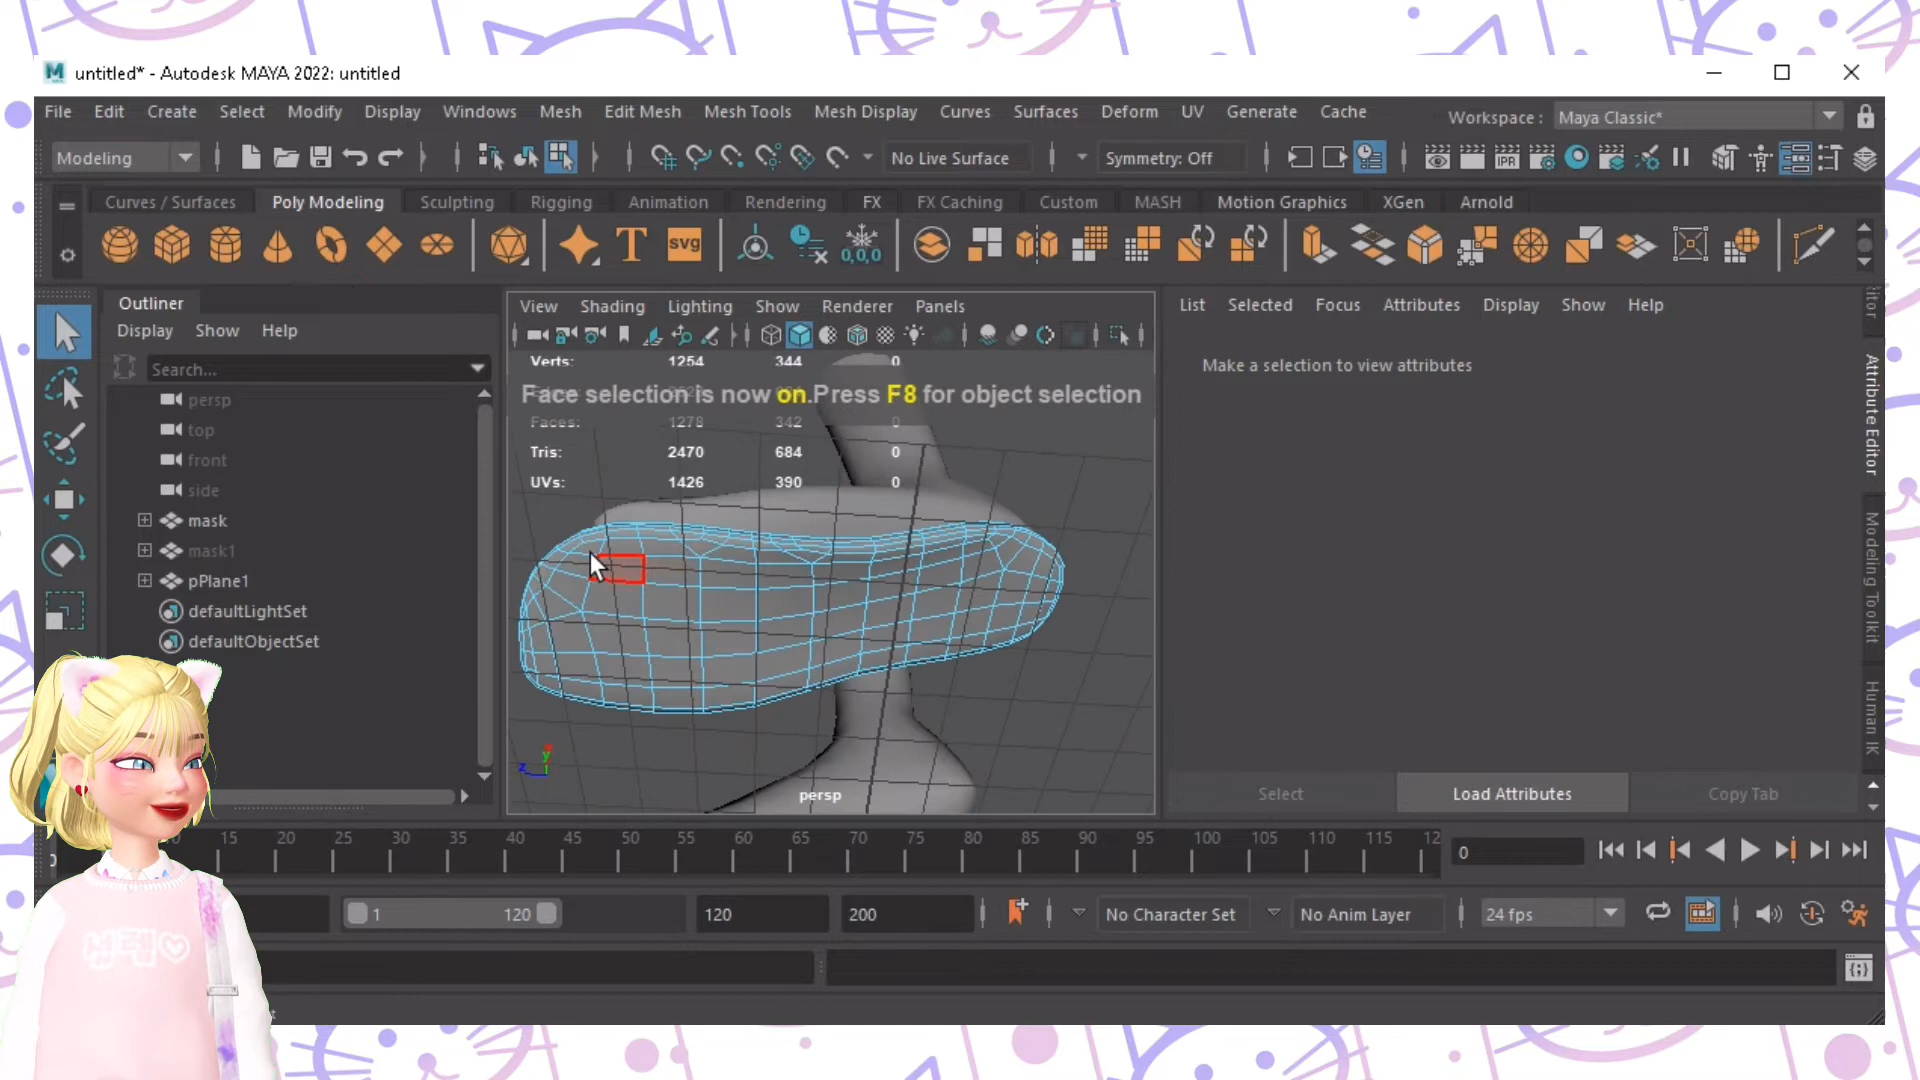 untitled* - Autodesk MAYA 2022: untitled
File Edit Create Select Modify Display Windows Mesh Edit Mesh Mesh Tools Mesh Display Curves Surfaces Deform UV Generate Cache
Workspace : Maya Classic*
Modeling No Live Surface Symmetry: Off IPR
Curves / Surfaces Poly Modeling Sculpting Rigging Animation Rendering FX FX Caching Custom MASH Motion Graphics XGen Arnold
T svg 0,0,0
Outliner
Display Show Help
Search...
persp
top
front
side
mask
mask1
pPlane1
defaultLightSet
defaultObjectSet
View Shading Lighting Show Renderer Panels
Verts: 1254 344 0
Face selection is now on.Press F8 for object selection
Faces: 1278 342 0
Tris: 2470 684 0
UVs: 1426 390 0
y
z
persp
List Selected Focus Attributes Display Show Help
Make a selection to view attributes
Attribute Editor
Modeling Toolkit
Human IK
Select Load Attributes Copy Tab
15 20 25 30 35 40 45 50 55 60 65 70 75 80 85 90 95 100 105 110 115 12
0
1 120 120 200 No Character Set No Anim Layer 24 fps